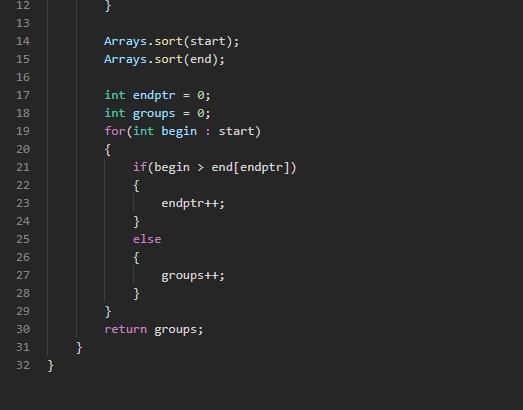 12 }
13
14 Arrays.sort(start);
15 Arrays.sort(end);
16
17 int endptr = 0;
18 int groups = 0;
19 for(int begin : start)
20 {
21 if(begin > end[endptr])
22 {
23 endptr++;
24 }
25 else
26 {
27 groups++;
28 }
29 }
30 return groups;
31 }
32 }